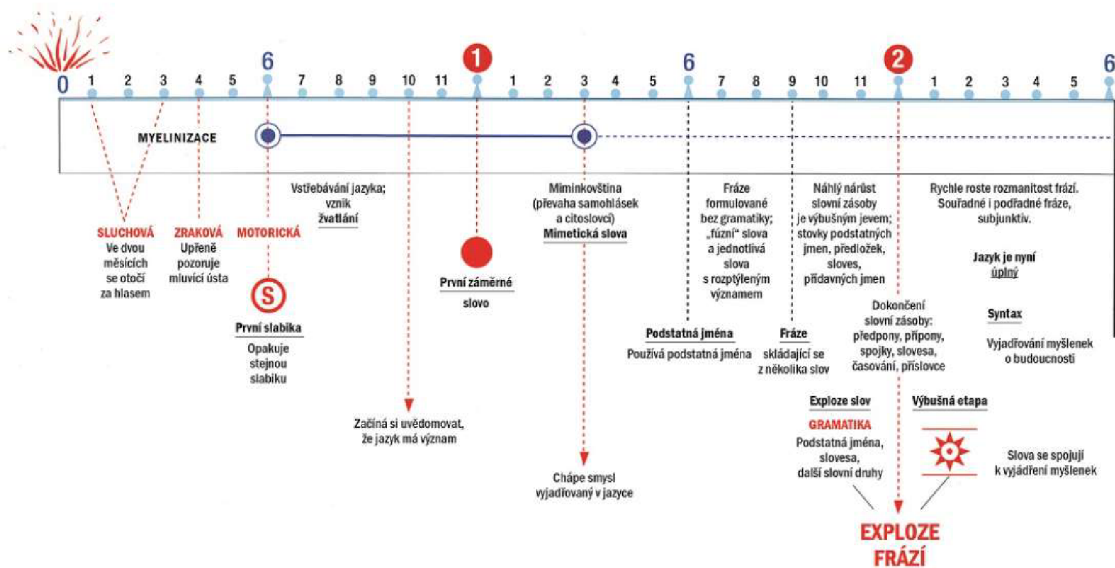 0 1 2 3 4 5 6 7 8 9 10 11 1 1 2 3 4 5 6 7 8 9 10 11 2 1 2 3 4 5 6
MYELINIZACE
SLUCHOVÁ
Ve dvou
měsících
se otočí
za hlasem
ZRAKOVÁ
Upřeně
pozoruje
mluvící ústa
MOTORICKÁ
S
První slabika
Opakuje
stejnou
slabiku
Vstřebávání jazyka;
vznik
žvatlání
Začíná si uvědomovat,
že jazyk má význam
První záměrné
slovo
Miminkovština
(převaha samohlásek
a citoslovcí)
Mimetická slova
Chápe smysl
vyjadřovaný v jazyce
Podstatná jména
Používá podstatná jména
Fráze
formulované
bez gramatiky;
„fúzní“ slova
a jednotlivá
slova
s rozptýleným
významem
Fráze
skládající se
z několika slov
Náhlý nárůst
slovní zásoby
je výbušným jevem;
stovky podstatných
jmen, předložek,
sloves,
přídavných jmen
Dokončení
slovní zásoby:
předpony, přípony,
spojky, slovesa,
časování, příslovce
Exploze slov
GRAMATIKA
Podstatná jména,
slovesa,
další slovní druhy
Výbušná etapa
EXPLOZE
FRÁZÍ
Rychle roste rozmanitost frází.
Souřadné i podřadné fráze,
subjunktiv.
Jazyk je nyní
úplný
Syntax
Vyjadřování myšlenek
o budoucnosti
Slova se spojují
k vyjádření myšlenek